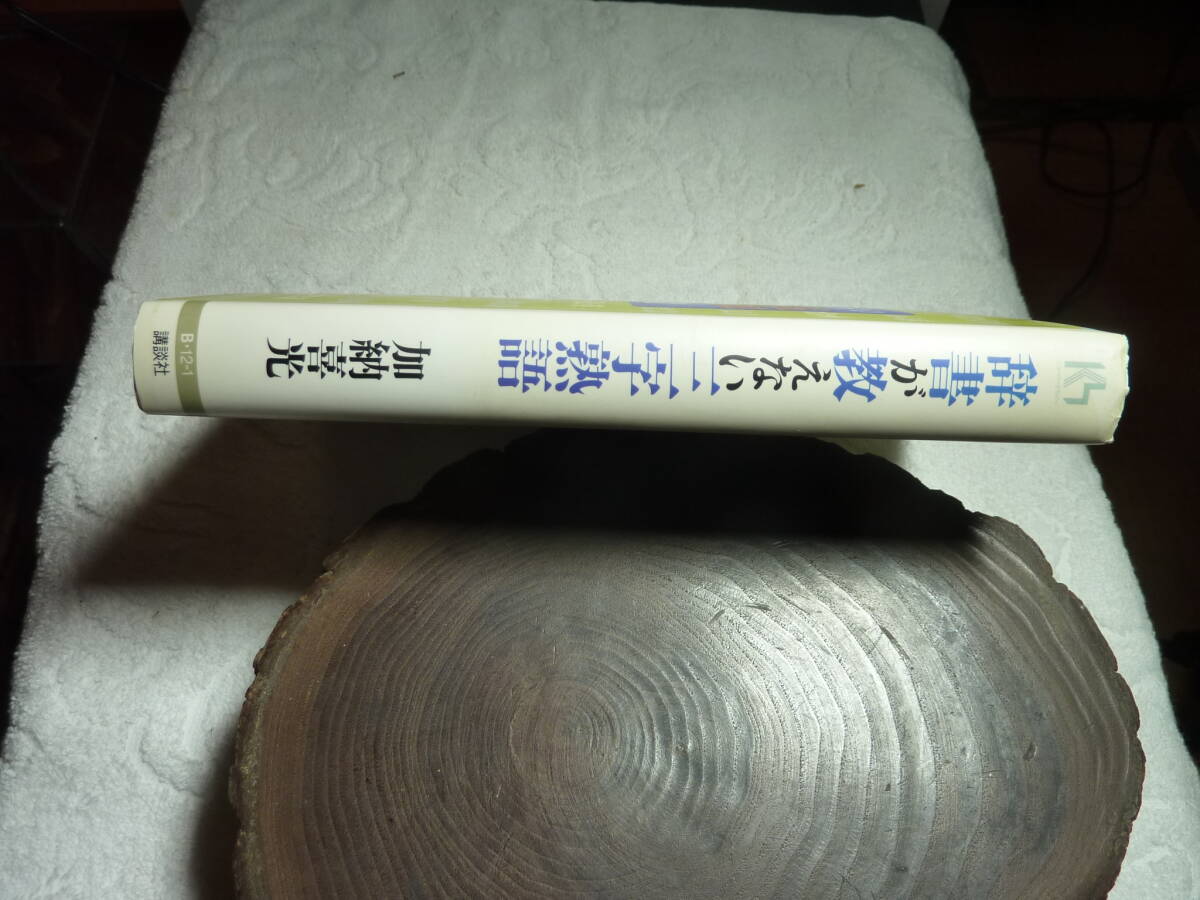 辞書が教えない三字熟語
加納喜光
B・12-1
講談社